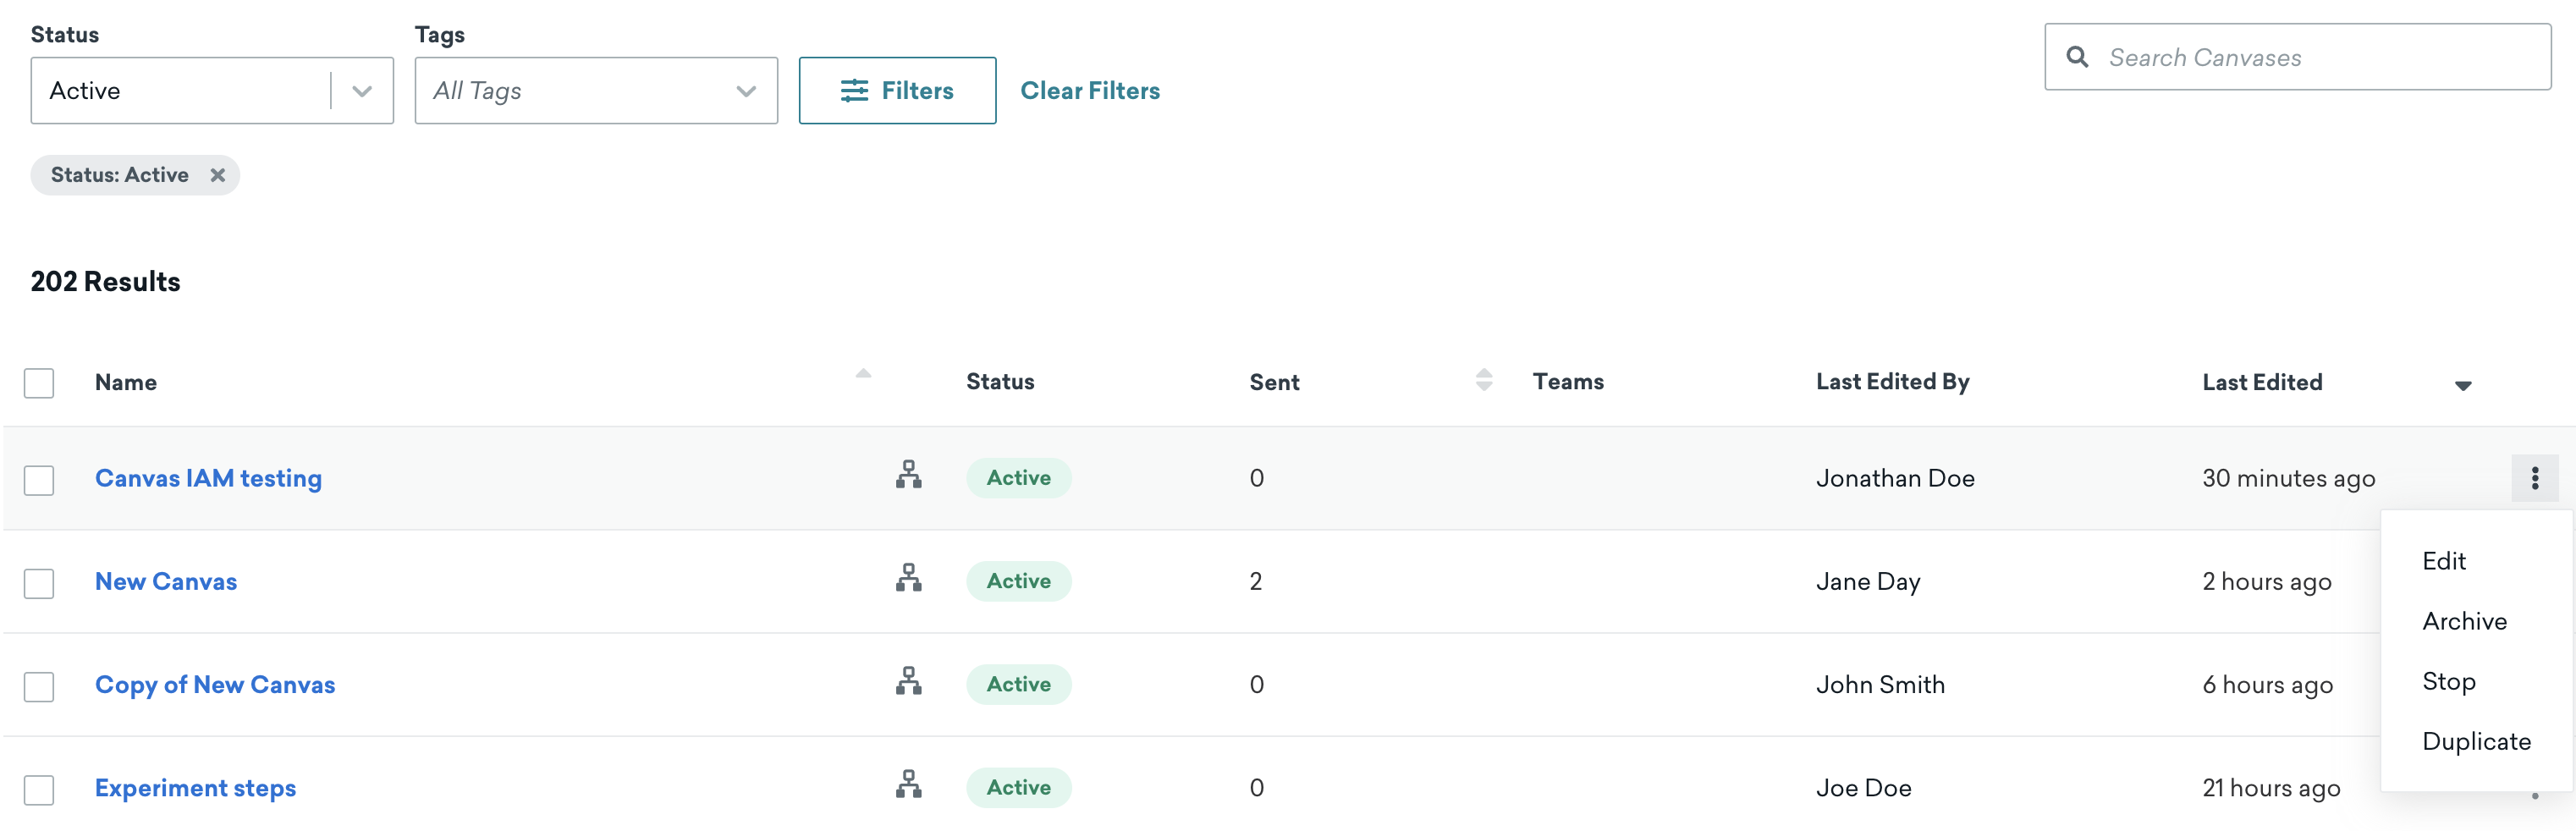 Status Tags
Active All Tags Filters Clear Filters Search Canvases
Status: Active
202 Results
Name Status Sent Teams Last Edited By Last Edited
Canvas IAM testing Active 0 Jonathan Doe 30 minutes ago
New Canvas Active 2 Jane Day 2 hours ago
Copy of New Canvas Active 0 John Smith 6 hours ago
Experiment steps Active 0 Joe Doe 21 hours ago
Edit
Archive
Stop
Duplicate